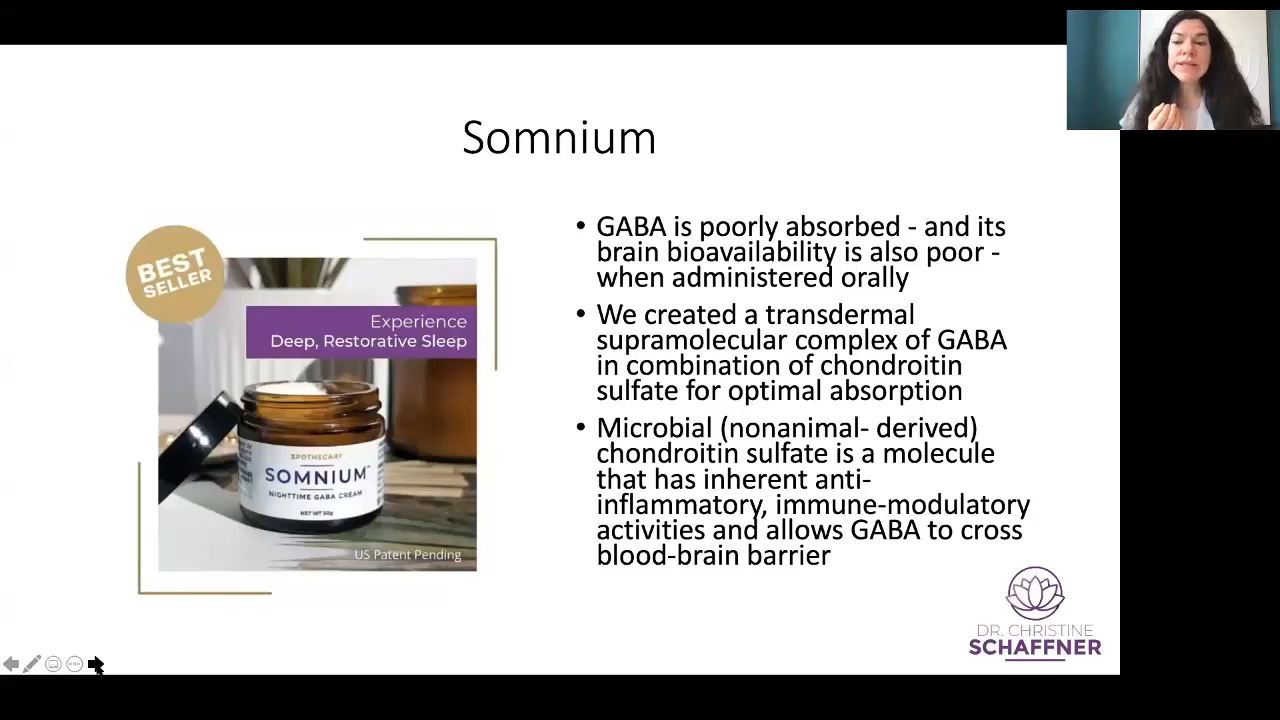 Somnium
BEST
SELLER
Experience
Deep, Restorative Sleep
EPOTHECARY
SOMNIUM™
NIGHTTIME GABA CREAM
NET WT 50g
US Patent Pending
• GABA is poorly absorbed - and its
brain bioavailability is also poor -
when administered orally
• We created a transdermal
supramolecular complex of GABA
in combination of chondroitin
sulfate for optimal absorption
• Microbial (nonanimal- derived)
chondroitin sulfate is a molecule
that has inherent anti-
inflammatory, immune-modulatory
activities and allows GABA to cross
blood-brain barrier
DR. CHRISTINE
SCHAFFNER